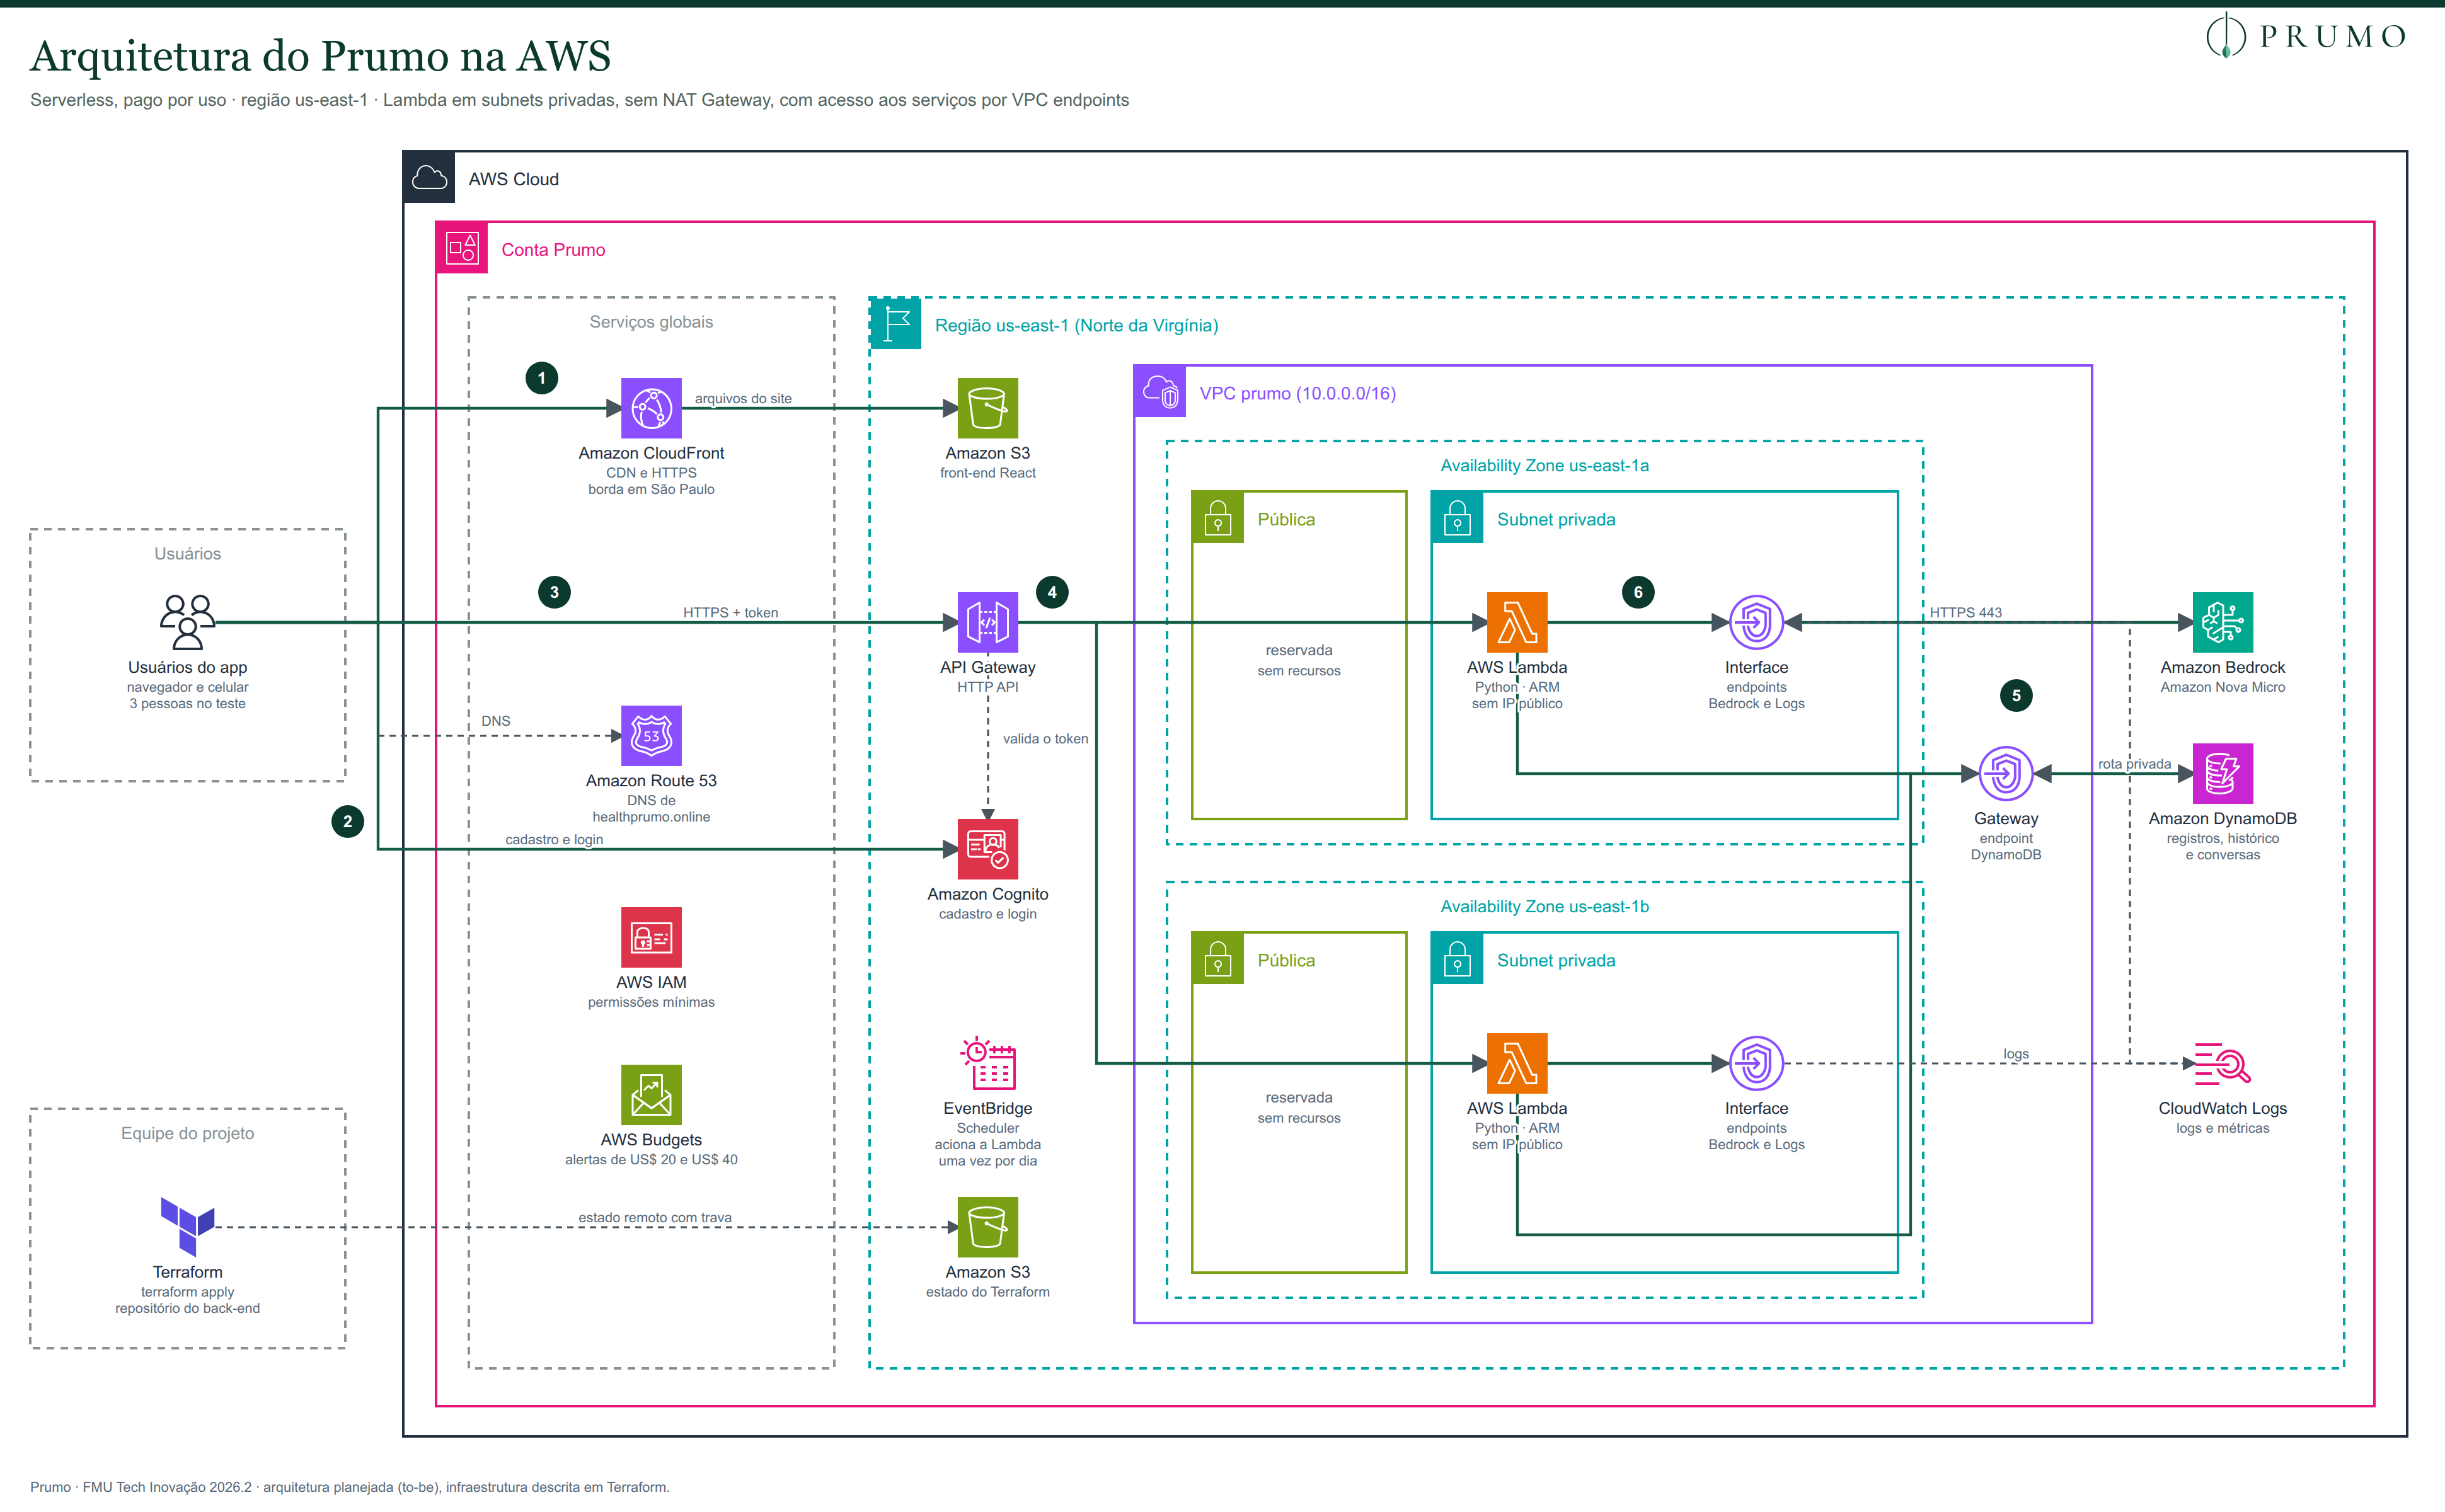 Arquitetura do Prumo na AWS
PRUMO
Serverless, pago por uso · região us-east-1 · Lambda em subnets privadas, sem NAT Gateway, com acesso aos serviços por VPC endpoints
AWS Cloud
Conta Prumo
Serviços globais
Região us-east-1 (Norte da Virgínia)
1
arquivos do site
Amazon CloudFront
CDN e HTTPS
borda em São Paulo
Amazon S3
front-end React
VPC prumo (10.0.0.0/16)
Availability Zone us-east-1a
Pública
Subnet privada
Usuários
Usuários do app
navegador e celular
3 pessoas no teste
3
HTTPS + token
API Gateway
HTTP API
4
reservada
sem recursos
AWS Lambda
Python · ARM
sem IP público
6
Interface
endpoints
Bedrock e Logs
HTTPS 443
Amazon Bedrock
Amazon Nova Micro
5
DNS
53
Amazon Route 53
DNS de
healthprumo.online
valida o token
rota privada
Gateway
endpoint
DynamoDB
Amazon DynamoDB
registros, histórico
e conversas
2
cadastro e login
Amazon Cognito
cadastro e login
Availability Zone us-east-1b
Pública
Subnet privada
AWS IAM
permissões mínimas
AWS Budgets
alertas de US$ 20 e US$ 40
EventBridge
Scheduler
aciona a Lambda
uma vez por dia
reservada
sem recursos
AWS Lambda
Python · ARM
sem IP público
Interface
endpoints
Bedrock e Logs
logs
CloudWatch Logs
logs e métricas
Equipe do projeto
Terraform
terraform apply
repositório do back-end
estado remoto com trava
Amazon S3
estado do Terraform
Prumo · FMU Tech Inovação 2026.2 · arquitetura planejada (to-be), infraestrutura descrita em Terraform.